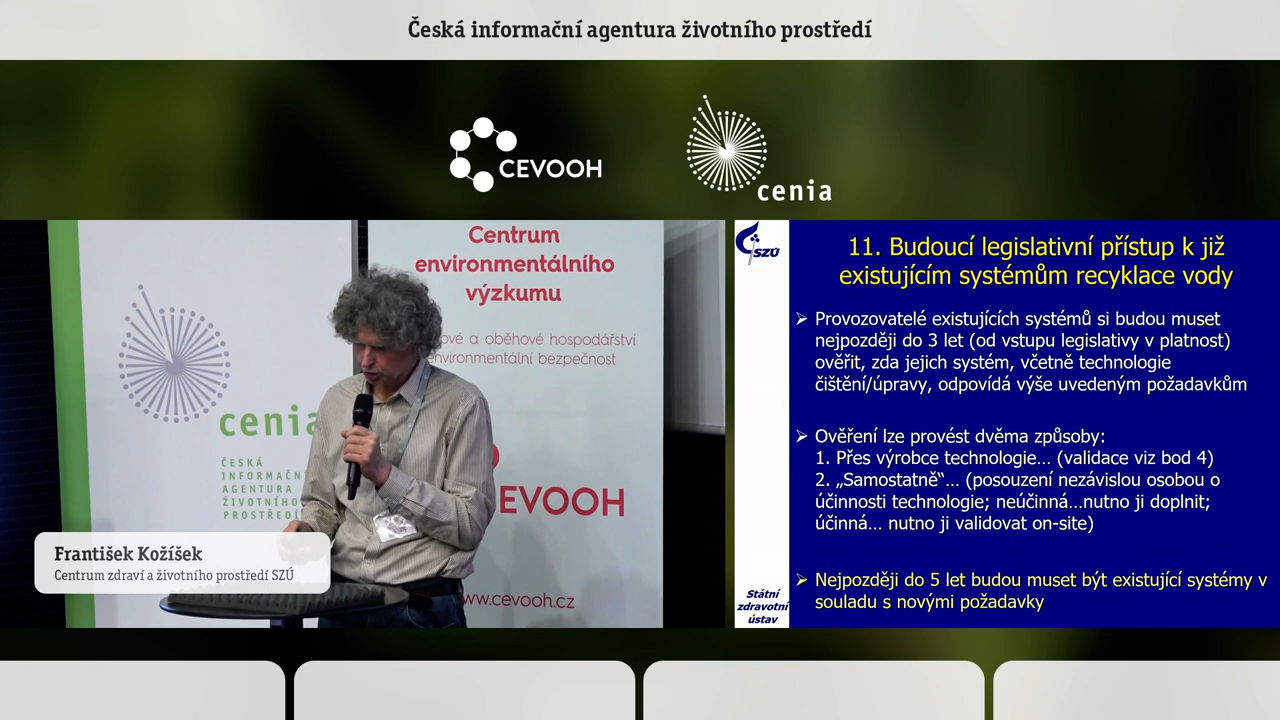 Česká informační agentura životního prostředí
CEVOOH
cenia
Centrum
environmentálního
výzkumu
ové a oběhové hospodářství
nvironmentální bezpečnost
cenia
ČESKÁ
INFORMAČN
AGENTURA
ŽIVOTNÍHO
PROSTŘEDÍ
EVOOH
www.cevooh.cz
František Kožíšek
Centrum zdraví a životního prostředí SZÚ
SZÚ
11. Budoucí legislativní přístup k již
existujícím systémům recyklace vody
➢ Provozovatelé existujících systémů si budou muset
nejpozději do 3 let (od vstupu legislativy v platnost)
ověřit, zda jejich systém, včetně technologie
čištění/úpravy, odpovídá výše uvedeným požadavkům
➢ Ověření lze provést dvěma způsoby:
1. Přes výrobce technologie… (validace viz bod 4)
2. „Samostatně“… (posouzení nezávislou osobou o
účinnosti technologie; neúčinná…nutno ji doplnit;
účinná… nutno ji validovat on-site)
➢ Nejpozději do 5 let budou muset být existující systémy v
souladu s novými požadavky
Státní
zdravotní
ústav